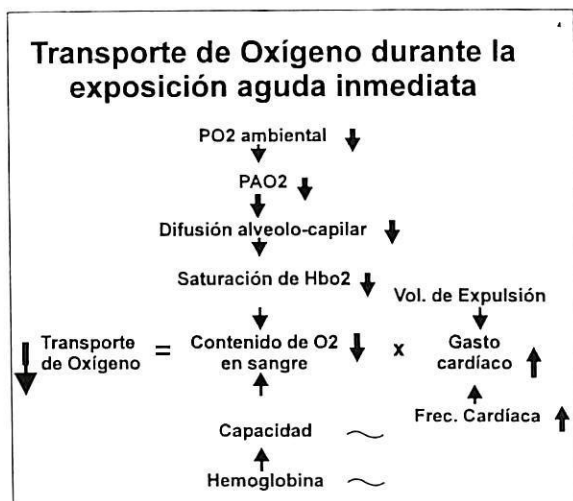 Transporte de Oxígeno durante la
exposición aguda inmediata
PO2 ambiental
PAO2
Difusión alveolo-capilar
Saturación de Hbo2
Vol. de Expulsión
Transporte
de Oxígeno
=
Contenido de O2
en sangre
x
Gasto
cardíaco
Frec. Cardíaca
Capacidad
Hemoglobina